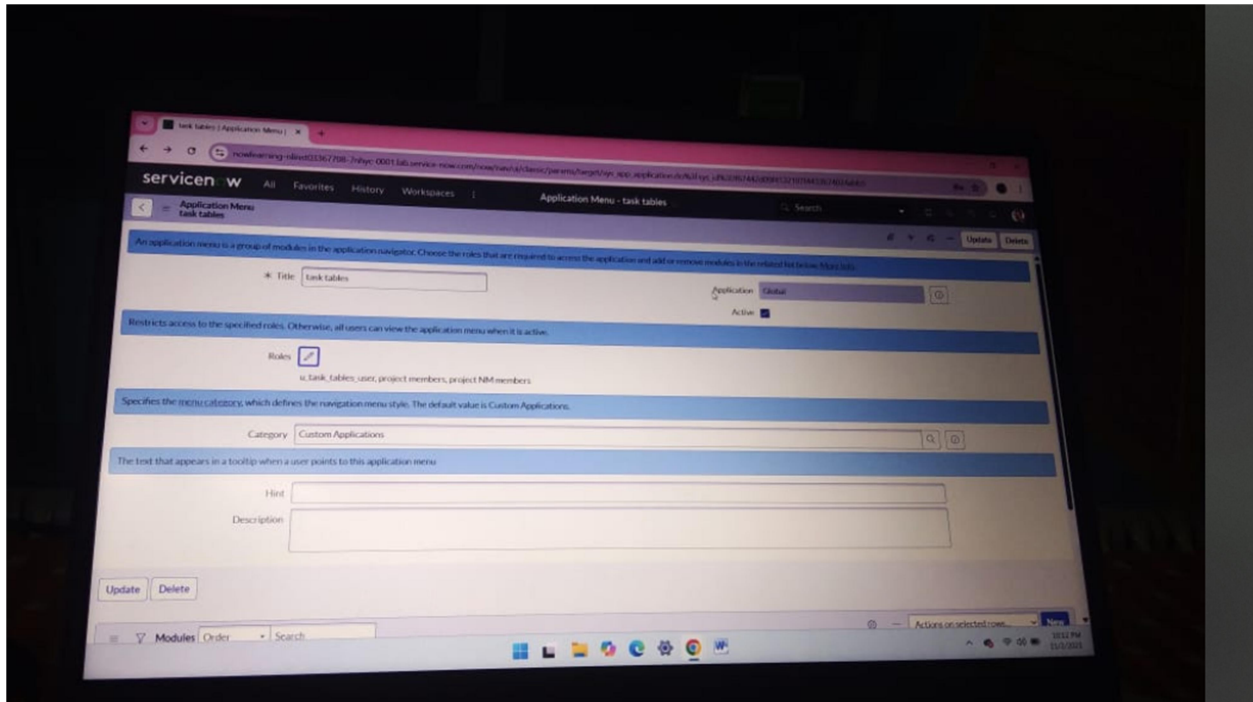 task tables | Application Menu |
servicenow All Favorites History Workspaces Application Menu - task tables Search
Application Menu
task tables
Update Delete
An application menu is a group of modules in the application navigator. Choose the roles that are required to access the application and add or remove modules in the related list below. More info
* Title task tables
Application Global
Active
Restricts access to the specified roles. Otherwise, all users can view the application menu when it is active.
Roles
u_task_tables_user, project members, project NM members
Specifies the menu category, which defines the navigation menu style. The default value is Custom Applications.
Category Custom Applications
The text that appears in a tooltip when a user points to this application menu
Hint
Description
Update Delete
Modules Order Search Actions on selected rows... New
10:12 PM